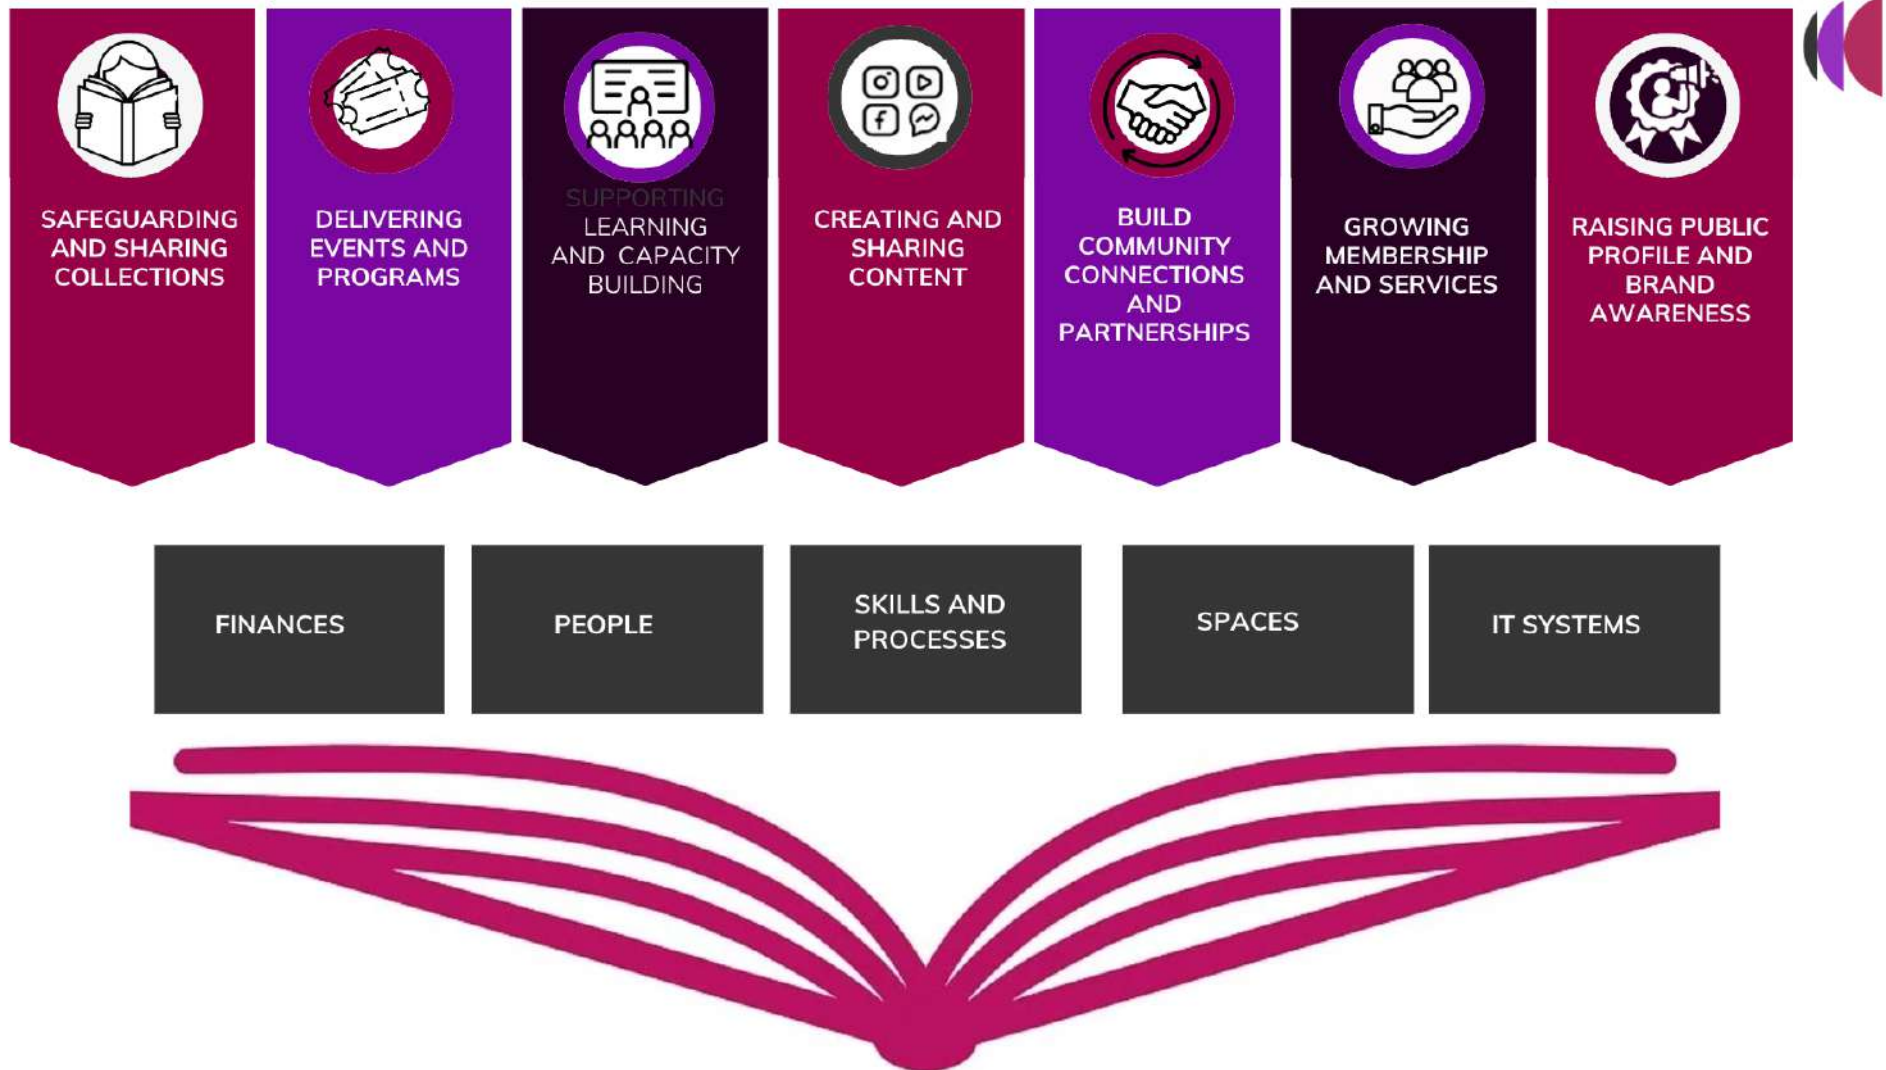 SAFEGUARDING
AND SHARING
COLLECTIONS
DELIVERING
EVENTS AND
PROGRAMS
SUPPORTING
LEARNING
AND CAPACITY
BUILDING
CREATING AND
SHARING
CONTENT
BUILD
COMMUNITY
CONNECTIONS
AND
PARTNERSHIPS
GROWING
MEMBERSHIP
AND SERVICES
RAISING PUBLIC
PROFILE AND
BRAND
AWARENESS
FINANCES
PEOPLE
SKILLS AND
PROCESSES
SPACES
IT SYSTEMS